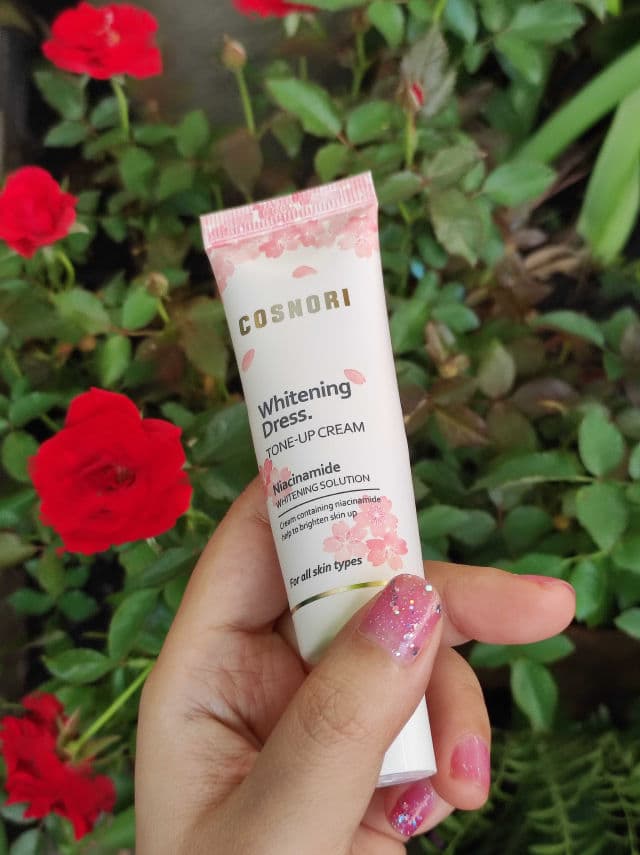 COSNORI
Whitening
Dress.
TONE-UP CREAM
Niacinamide
WHITENING SOLUTION
Cream containing niacinamide
help to brighten skin up
For all skin types